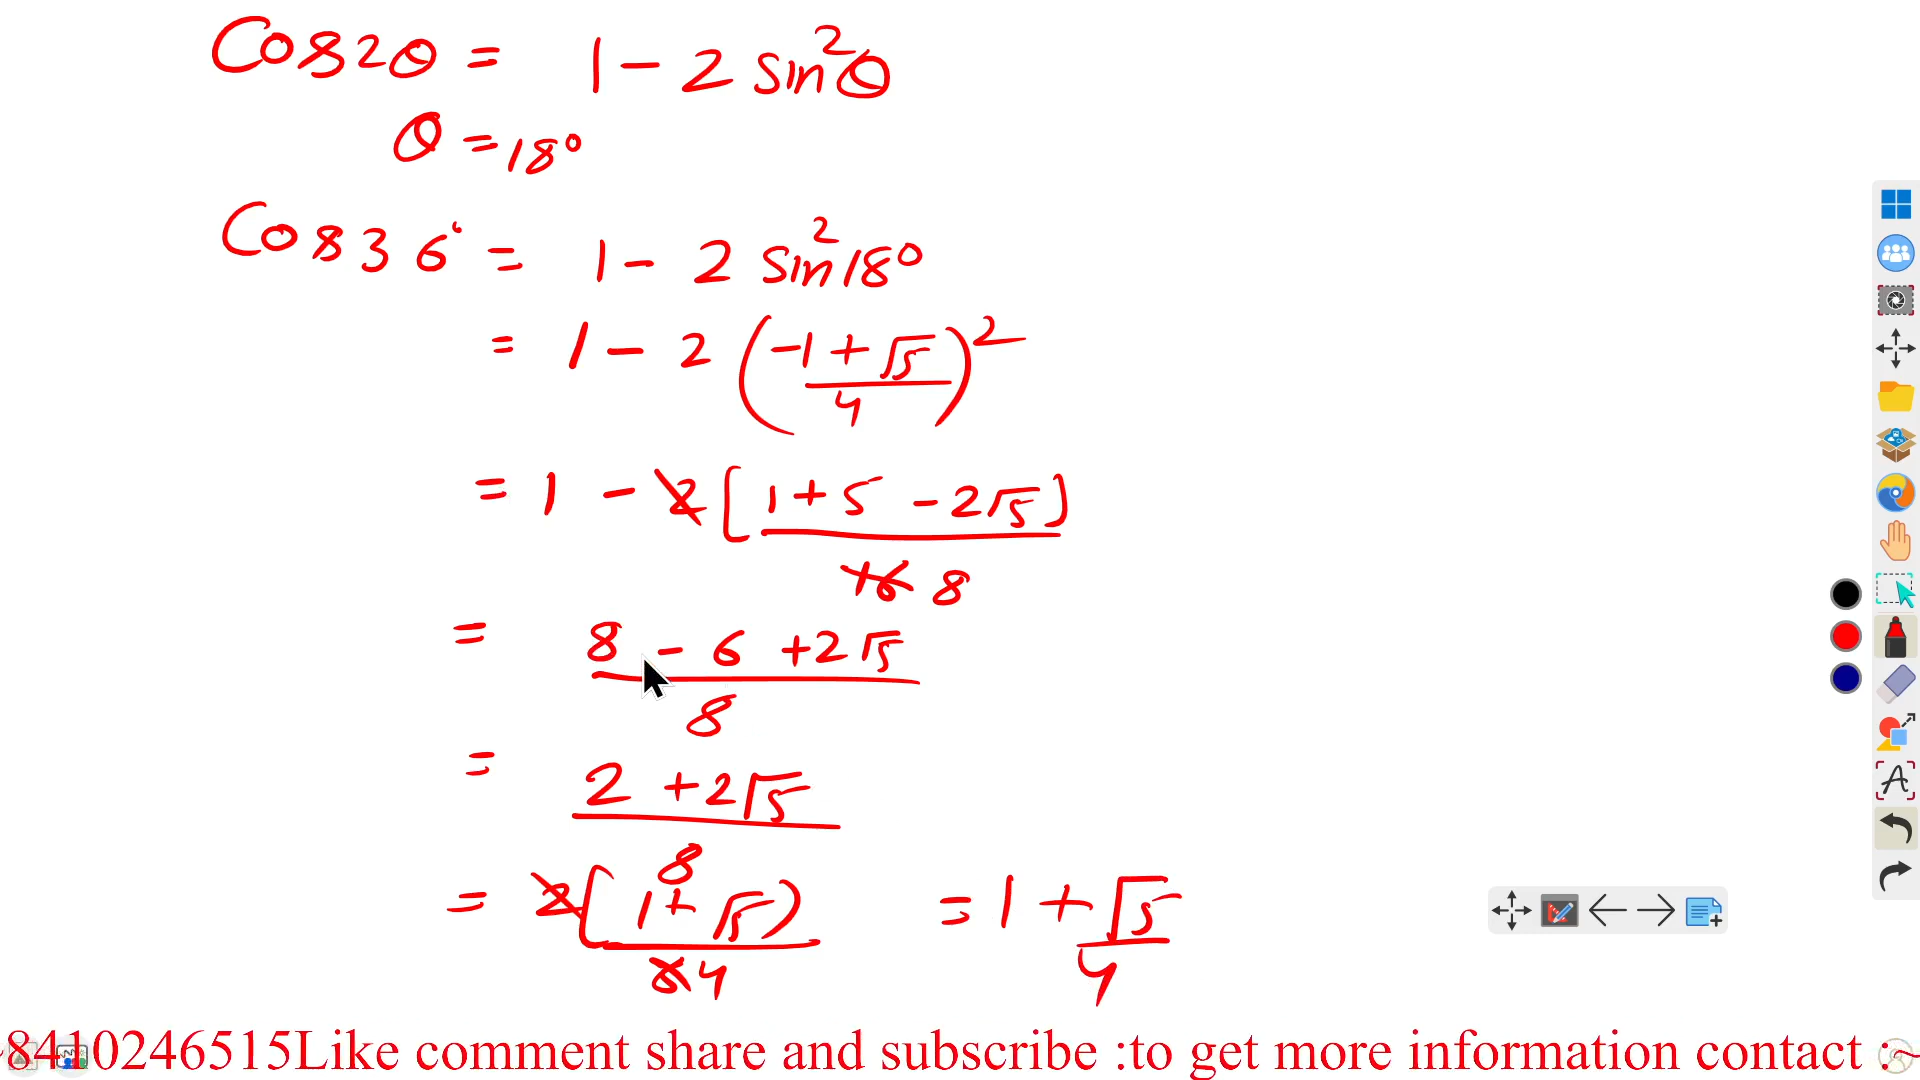 Cos2θ = 1 - 2 sin²θ
θ = 18°
Cos36° = 1 - 2 sin²18°
= 1 - 2 (-1+√5/4)²
= 1 - 2[1+5 -2√5]/16 8
= 8 - 6 +2√5/8
= 2 +2√5/8
= 2(1+√5)/8 4 = 1+√5/4
8410246515Like comment share and subscribe :to get more information contact :~